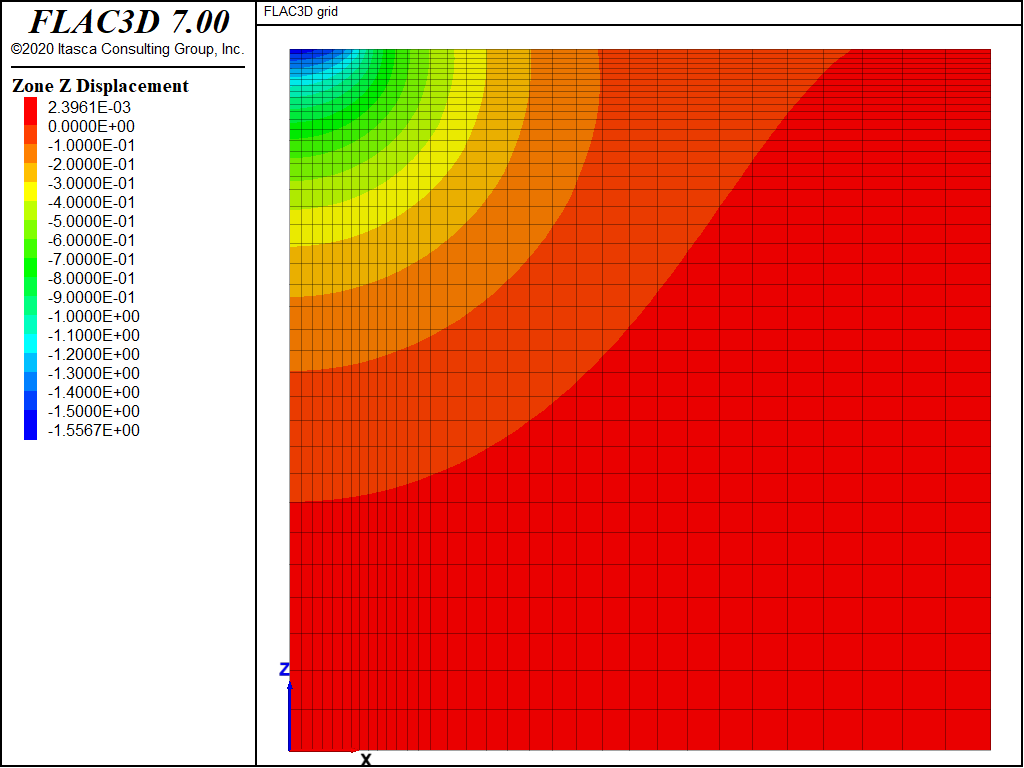 FLAC3D 7.00
©2020 Itasca Consulting Group, Inc.
Zone Z Displacement
2.3961E-03
0.0000E+00
-1.0000E-01
-2.0000E-01
-3.0000E-01
-4.0000E-01
-5.0000E-01
-6.0000E-01
-7.0000E-01
-8.0000E-01
-9.0000E-01
-1.0000E+00
-1.1000E+00
-1.2000E+00
-1.3000E+00
-1.4000E+00
-1.5000E+00
-1.5567E+00
FLAC3D grid
Z
X